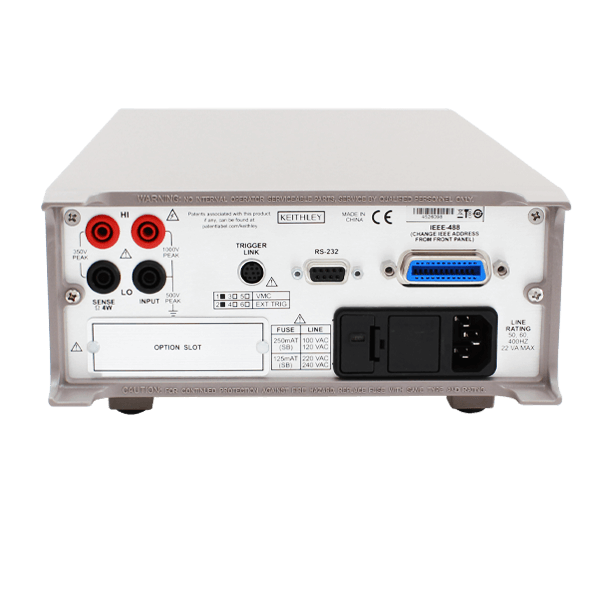 WARNING: NO INTERNAL OPERATOR SERVICEABLE PARTS, SERVICE BY QUALIFIED PERSONNEL ONLY.
HI
350V
PEAK
1000V
PEAK
SENSE
Ω 4W
LO
INPUT
500V
PEAK
Patents associated with this product
if any, can be found at
KEITHLEY
MADE IN
CHINA
CE
TRIGGER
LINK
RS-232
IEEE-488
(CHANGE IEEE ADDRESS
FROM FRONT PANEL)
1 3 5 VMC
2 4 6 EXT TRIG
OPTION SLOT
FUSE LINE
250mAT
(SB)
100 VAC
120 VAC
125mAT
(SB)
220 VAC
240 VAC
LINE
RATING
50, 60
400HZ
22 VA MAX
CAUTION: FOR CONTINUED PROTECTION AGAINST FIRE HAZARD, REPLACE FUSE WITH SAME TYPE AND RATING.